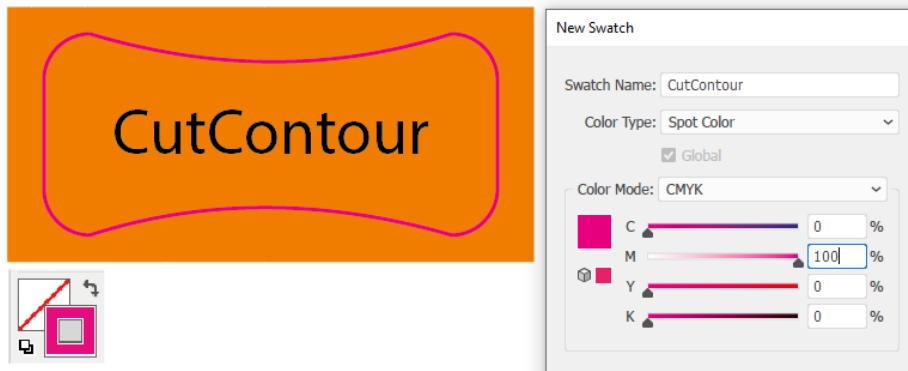 CutContour
New Swatch
Swatch Name: CutContour
Color Type: Spot Color
Global
Color Mode: CMYK
C 0 %
M 100 %
Y 0 %
K 0 %